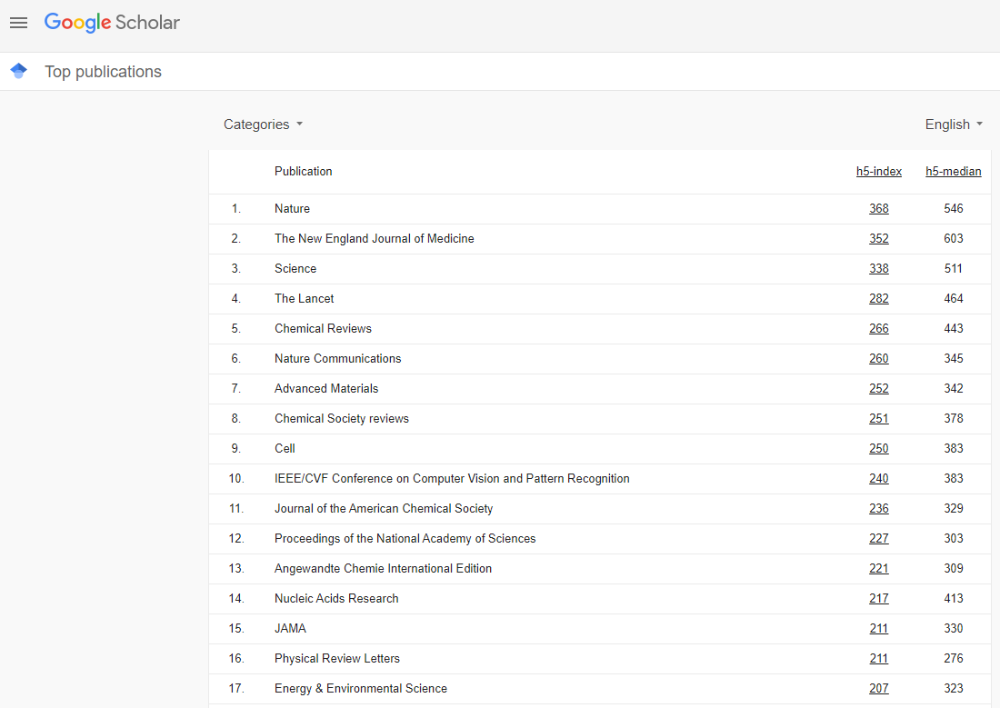 Google Scholar
Top publications
Categories English
Publication h5-index h5-median
1. Nature 368 546
2. The New England Journal of Medicine 352 603
3. Science 338 511
4. The Lancet 282 464
5. Chemical Reviews 266 443
6. Nature Communications 260 345
7. Advanced Materials 252 342
8. Chemical Society reviews 251 378
9. Cell 250 383
10. IEEE/CVF Conference on Computer Vision and Pattern Recognition 240 383
11. Journal of the American Chemical Society 236 329
12. Proceedings of the National Academy of Sciences 227 303
13. Angewandte Chemie International Edition 221 309
14. Nucleic Acids Research 217 413
15. JAMA 211 330
16. Physical Review Letters 211 276
17. Energy & Environmental Science 207 323